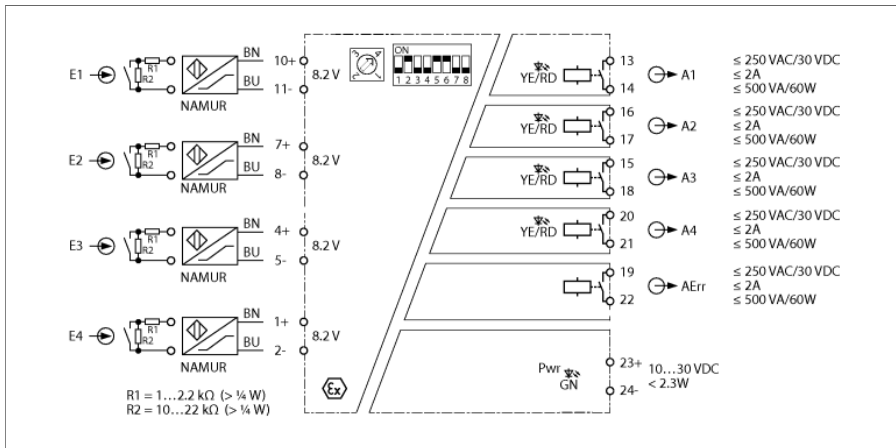 E1
R1
R2
BN
BU
NAMUR
10+
11-
8.2 V
E2
R1
R2
BN
BU
NAMUR
7+
8-
8.2 V
E3
R1
R2
BN
BU
NAMUR
4+
5-
8.2 V
E4
R1
R2
BN
BU
NAMUR
1+
2-
8.2 V
R1 = 1…2.2 kΩ (> ¼ W)
R2 = 10…22 kΩ (> ¼ W)
2 3 4
ON
1 2 3 4 5 6 7 8
Ex
YE/RD
13
14
A1
≤ 250 VAC/30 VDC
≤ 2A
≤ 500 VA/60W
YE/RD
16
17
A2
≤ 250 VAC/30 VDC
≤ 2A
≤ 500 VA/60W
YE/RD
15
18
A3
≤ 250 VAC/30 VDC
≤ 2A
≤ 500 VA/60W
YE/RD
20
21
A4
≤ 250 VAC/30 VDC
≤ 2A
≤ 500 VA/60W
19
22
AErr
≤ 250 VAC/30 VDC
≤ 2A
≤ 500 VA/60W
Pwr
GN
23+
24-
10…30 VDC
< 2.3W